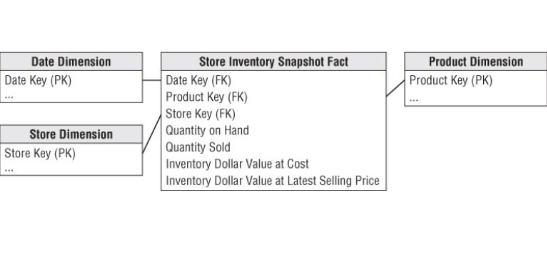 Date Dimension
Date Key (PK)
...
Store Dimension
Store Key (PK)
...
Store Inventory Snapshot Fact
Date Key (FK)
Product Key (FK)
Store Key (FK)
Quantity on Hand
Quantity Sold
Inventory Dollar Value at Cost
Inventory Dollar Value at Latest Selling Price
Product Dimension
Product Key (PK)
...